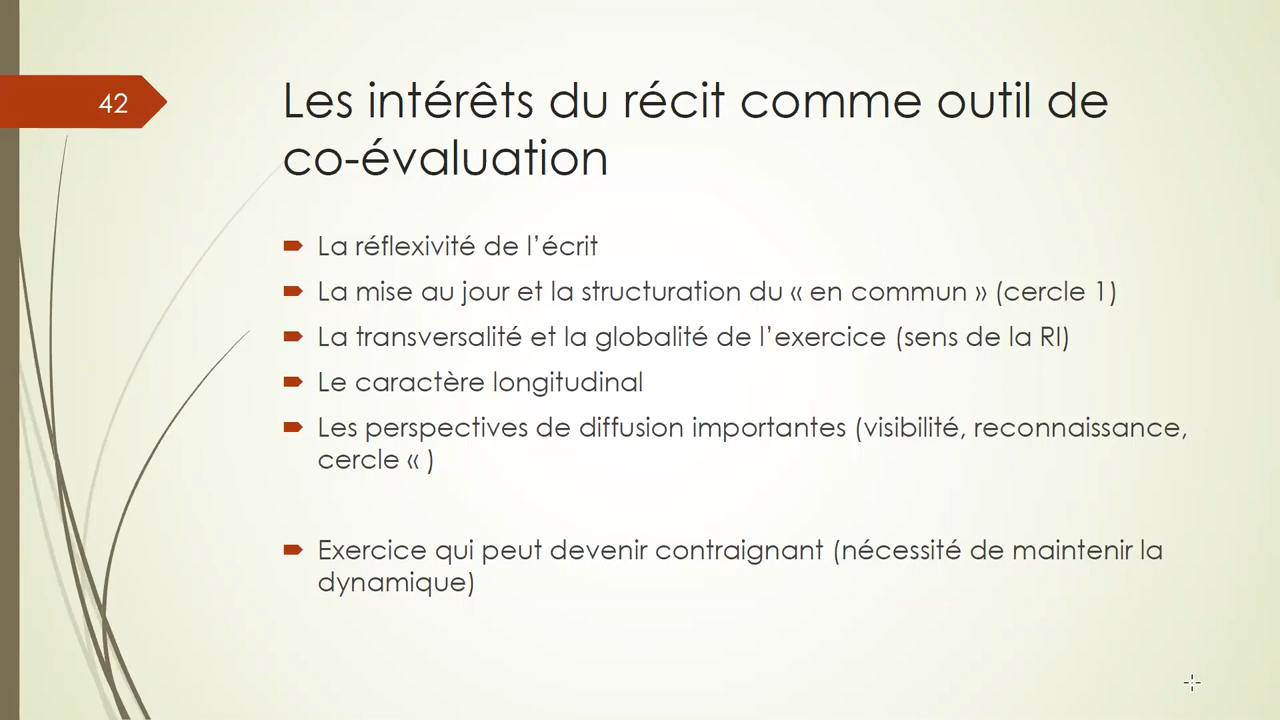 42
Les intérêts du récit comme outil de
co-évaluation
La réflexivité de l’écrit
La mise au jour et la structuration du « en commun » (cercle 1)
La transversalité et la globalité de l’exercice (sens de la RI)
Le caractère longitudinal
Les perspectives de diffusion importantes (visibilité, reconnaissance,
cercle « )
Exercice qui peut devenir contraignant (nécessité de maintenir la
dynamique)